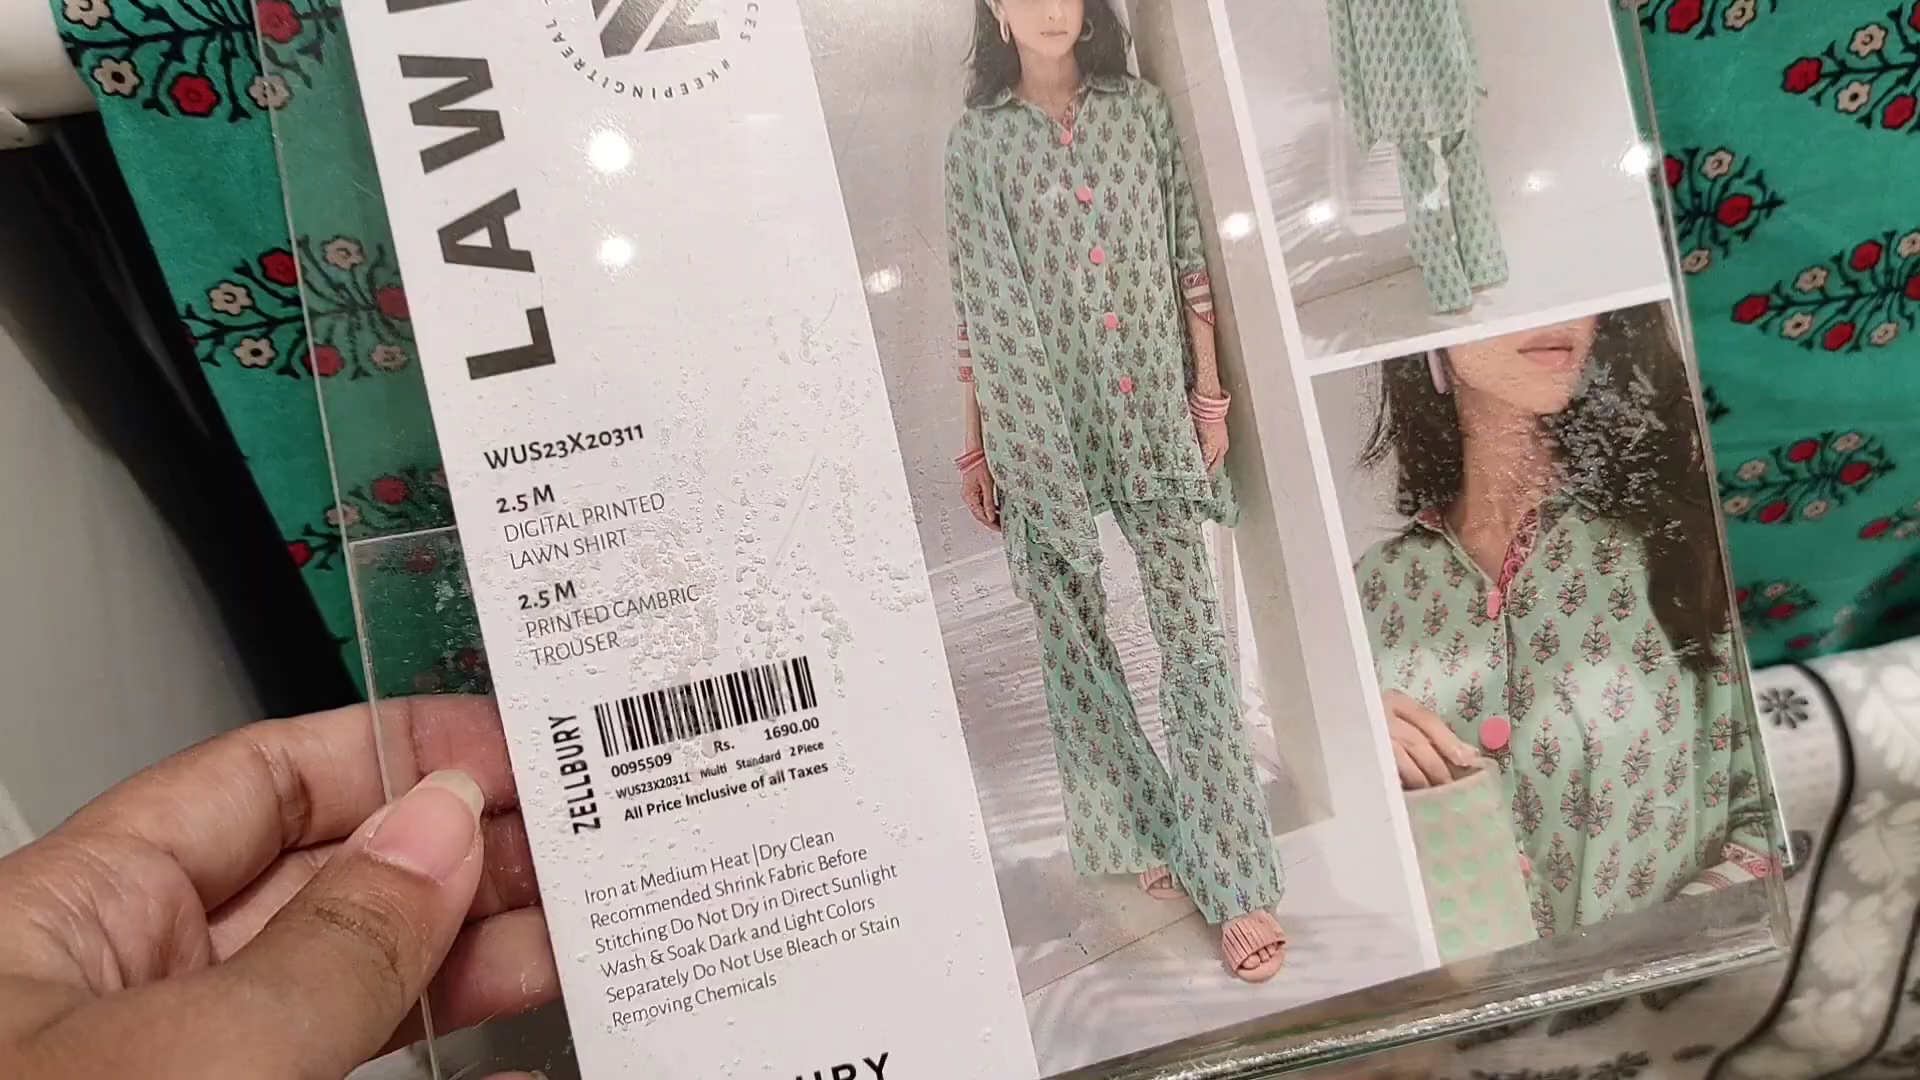 LAW
#KEEPINGITREAL
WUS23X20311
2.5 M
DIGITAL PRINTED
LAWN SHIRT
2.5 M
PRINTED CAMBRIC
TROUSER
ZELLBURY
0095509 Rs. 1690.00
WUS23X20311 Multi Standard 2 Piece
All Price Inclusive of all Taxes
Iron at Medium Heat |Dry Clean
Recommended Shrink Fabric Before
Stitching Do Not Dry in Direct Sunlight
Wash & Soak Dark and Light Colors
Separately Do Not Use Bleach or Stain
Removing Chemicals